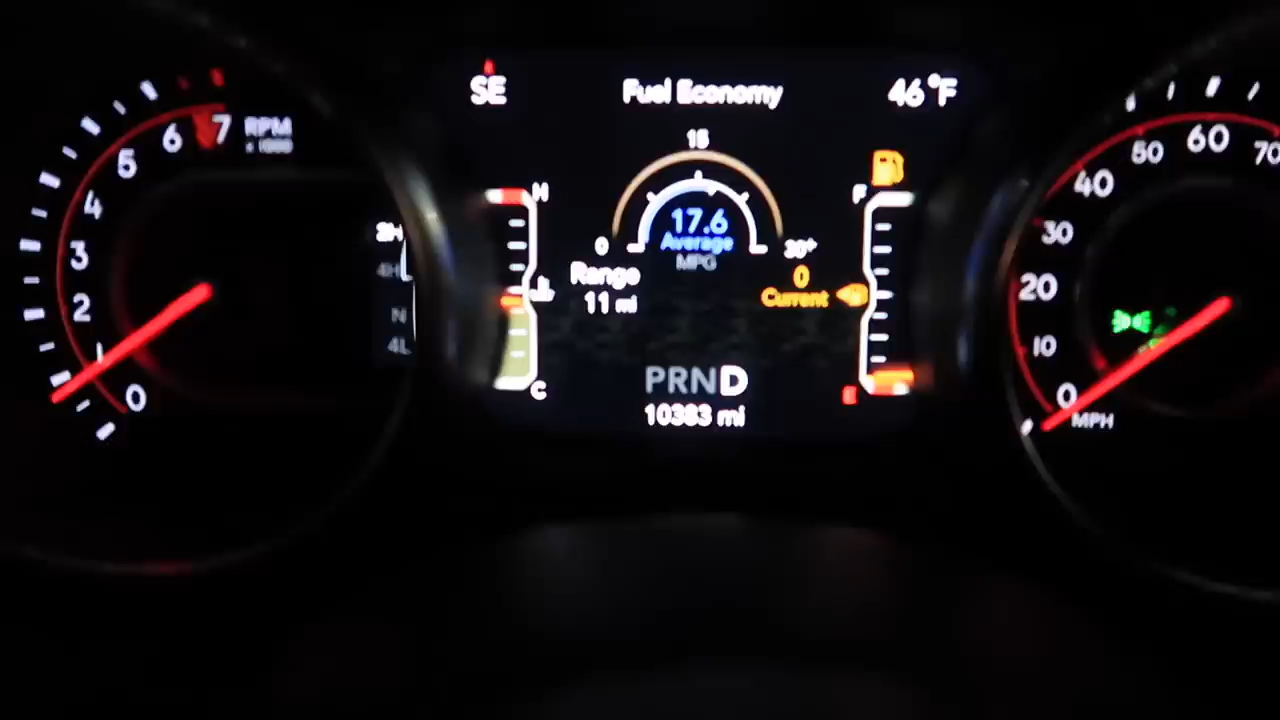 SE
Fuel Economy
46°F
7
6
5
4
3
2
1
0
RPM
x 1000
2H
4H
N
4L
H
C
15
0
30+
17.6
Average
MPG
Range
11 mi
0
Current
F
E
PRND
10383 mi
0
10
20
30
40
50
60
70
MPH